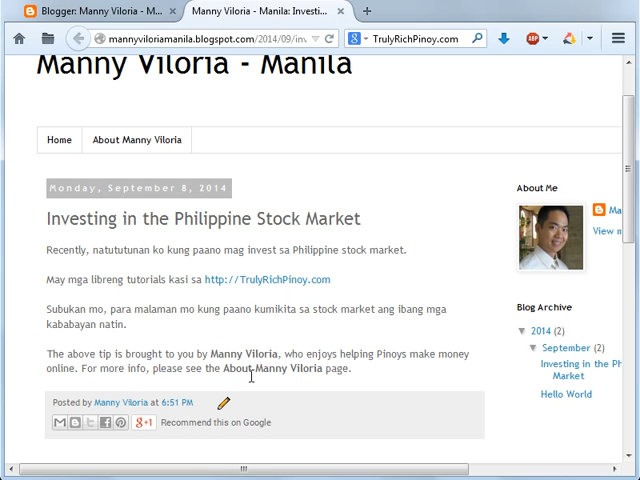 Blogger: Manny Viloria - M...
Manny Viloria - Manila: Investi...
mannyviloriamanila.blogspot.com/2014/09/inv
TrulyRichPinoy.com
ABP
Manny Viloria - Manila
Home
About Manny Viloria
Monday, September 8, 2014
Investing in the Philippine Stock Market
Recently, natututunan ko kung paano mag invest sa Philippine stock market.
May mga libreng tutorials kasi sa http://TrulyRichPinoy.com
Subukan mo, para malaman mo kung paano kumikita sa stock market ang ibang mga
kababayan natin.
The above tip is brought to you by Manny Viloria, who enjoys helping Pinoys make money
online. For more info, please see the About Manny Viloria page.
Posted by Manny Viloria at 6:51 PM
g+1 Recommend this on Google
About Me
Ma
View m
Blog Archive
▼ 2014 (2)
▼ September (2)
Investing in the Ph
Market
Hello World